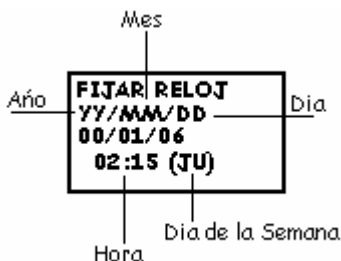 Mes
Año
FIJAR RELOJ
YY/MM/DD
Dia
00/01/06
02:15 (JU)
Dia de la Semana
Hora